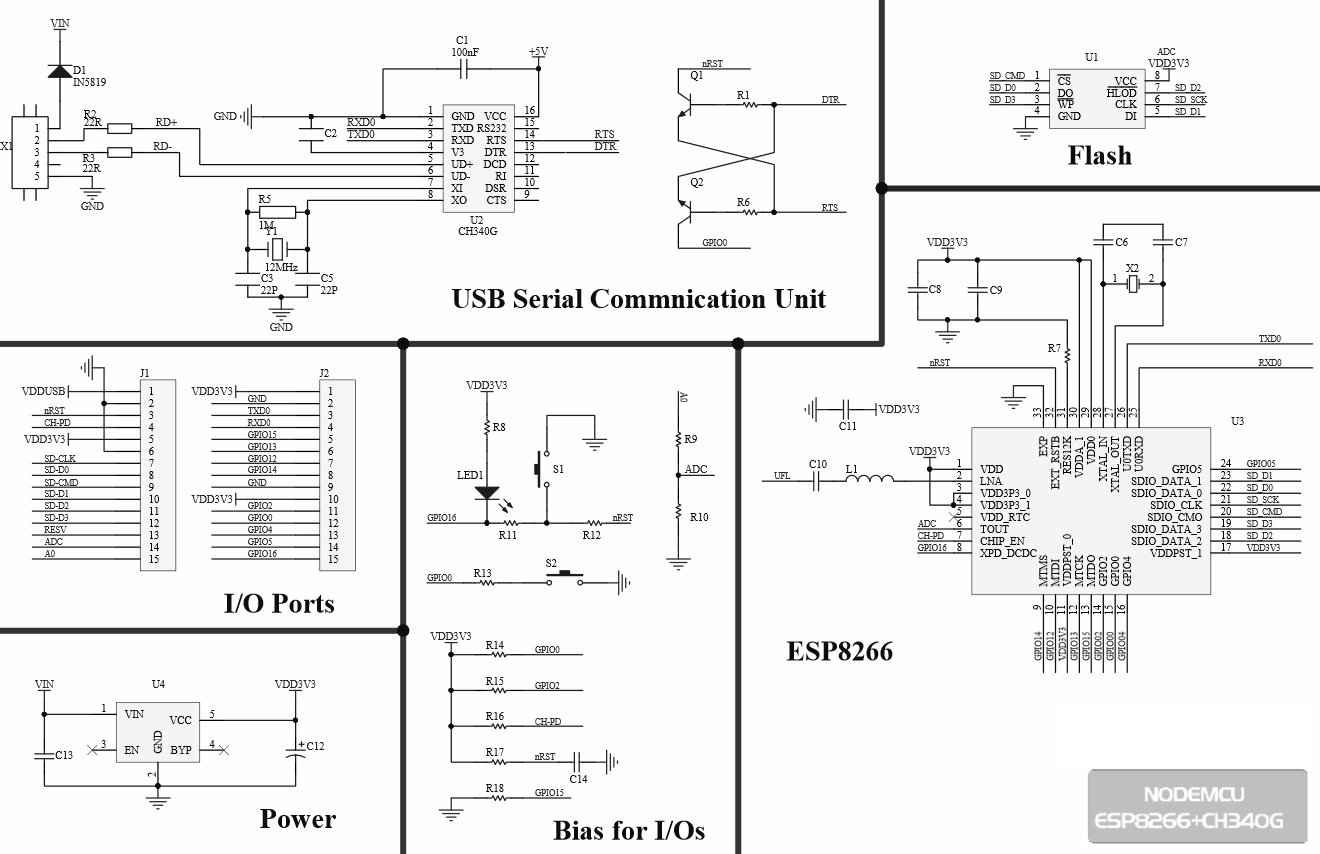 VIN
D1
IN5819
X1
1
2
3
4
5
R2
22R
RD+
R3
22R
RD-
GND
GND
C1
100nF
+5V
C2
RXD0
TXD0
1 GND VCC 16
2 TXD RS232 15
3 RXD RTS 14 RTS
4 V3 DTR 13 DTR
5 UD+ DCD 12
6 UD- RI 11
7 XI DSR 10
8 XO CTS 9
U2
CH340G
R5
1M
Y1
12MHz
C3
22P
C5
22P
GND
nRST
Q1
R1
DTR
Q2
R6
RTS
GPIO0
USB Serial Commnication Unit
U1
ADC
VDD3V3
SD_CMD 1 CS VCC 8
SD_D0 2 DO HLOD 7 SD_D2
SD_D3 3 WP CLK 6 SD_SCK
4 GND DI 5 SD_D1
Flash
J1
VDDUSB 1
2
nRST 3
CH-PD 4
VDD3V3 5
6
SD-CLK 7
SD-D0 8
SD-CMD 9
SD-D1 10
SD-D2 11
SD-D3 12
RESV 13
ADC 14
A0 15
J2
VDD3V3 1
GND 2
TXD0 3
RXD0 4
GPIO15 5
GPIO13 6
GPIO12 7
GPIO14 8
GND 9
VDD3V3 10
GPIO2 11
GPIO0 12
GPIO4 13
GPIO5 14
GPIO16 15
I/O Ports
VIN
U4
VDD3V3
1 VIN VCC 5
3 EN GND BYP 4
2
C13
C12
+
Power
VDD3V3
R8
LED1
S1
GPIO16
R11
R12
nRST
A0
R9
ADC
R10
GPIO0
R13
S2
VDD3V3
R14 GPIO0
R15 GPIO2
R16 CH-PD
R17 nRST
C14
R18 GPIO15
Bias for I/Os
VDD3V3
C8
C9
C6
C7
1 X2 2
R7
nRST
TXD0
RXD0
C11
VDD3V3
VDD3V3
UFL
C10
L1
U3
33 32 31 30 29 28 27 26 25
EXP
EXT_RSTB
RES12K
VDDA_1
VDD0
XTAL_IN
XTAL_OUT
U0TXD
U0RXD
1 VDD
2 LNA
3 VDD3P3_0
4 VDD3P3_1
5 VDD_RTC
ADC 6 TOUT
CH-PD 7 CHIP_EN
GPIO16 8 XPD_DCDC
GPIO5 24 GPIO05
SDIO_DATA_1 23 SD_D1
SDIO_DATA_0 22 SD_D0
SDIO_CLK 21 SD_SCK
SDIO_CMO 20 SD_CMD
SDIO_DATA_3 19 SD_D3
SDIO_DATA_2 18 SD_D2
VDDPST_1 17 VDD3V3
MTMS
MTDI
VDDPST_0
MTCK
MTDO
GPIO2
GPIO0
GPIO4
9 10 11 12 13 14 15 16
GPIO14
GPIO12
VDD3V3
GPIO13
GPIO15
GPIO02
GPIO00
GPIO04
ESP8266
NODEMCU
ESP8266+CH340G